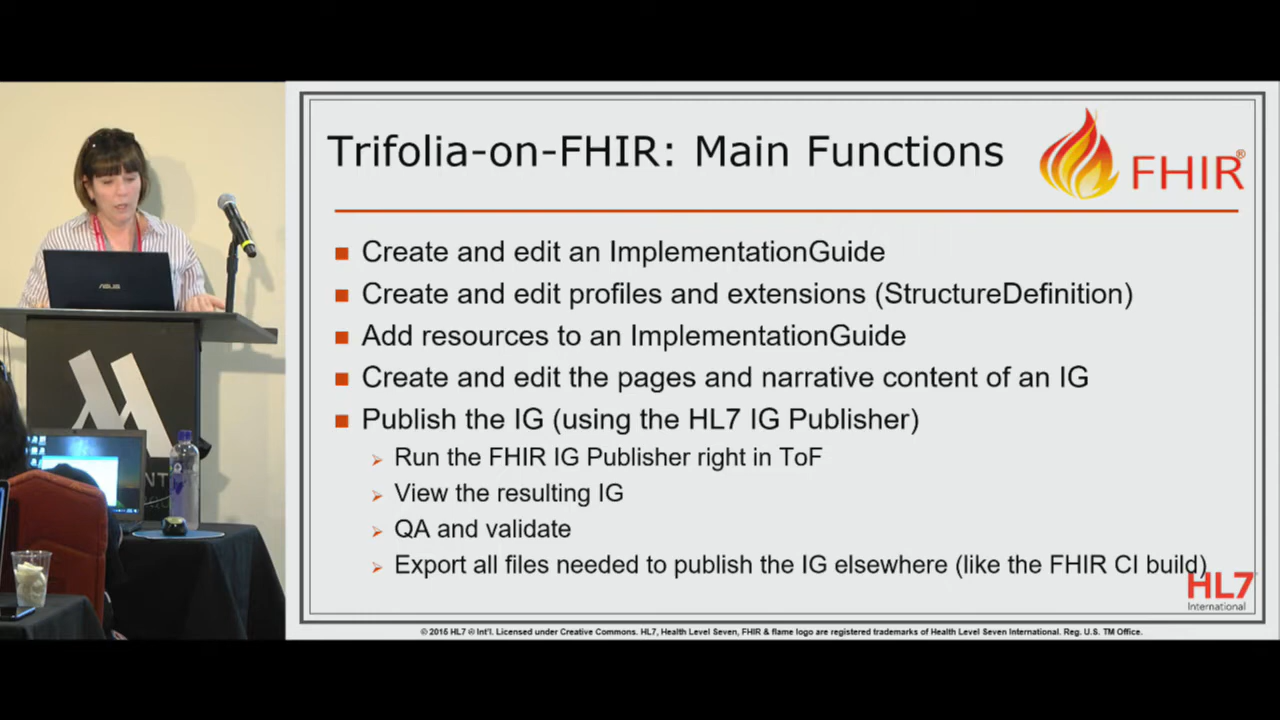 Trifolia-on-FHIR: Main Functions
FHIR®
Create and edit an ImplementationGuide
Create and edit profiles and extensions (StructureDefinition)
Add resources to an ImplementationGuide
Create and edit the pages and narrative content of an IG
Publish the IG (using the HL7 IG Publisher)
Run the FHIR IG Publisher right in ToF
View the resulting IG
QA and validate
Export all files needed to publish the IG elsewhere (like the FHIR CI build)
HL7
International
© 2015 HL7 ® Int'l. Licensed under Creative Commons. HL7, Health Level Seven, FHIR & flame logo are registered trademarks of Health Level Seven International. Reg. U.S. TM Office.
ASUS